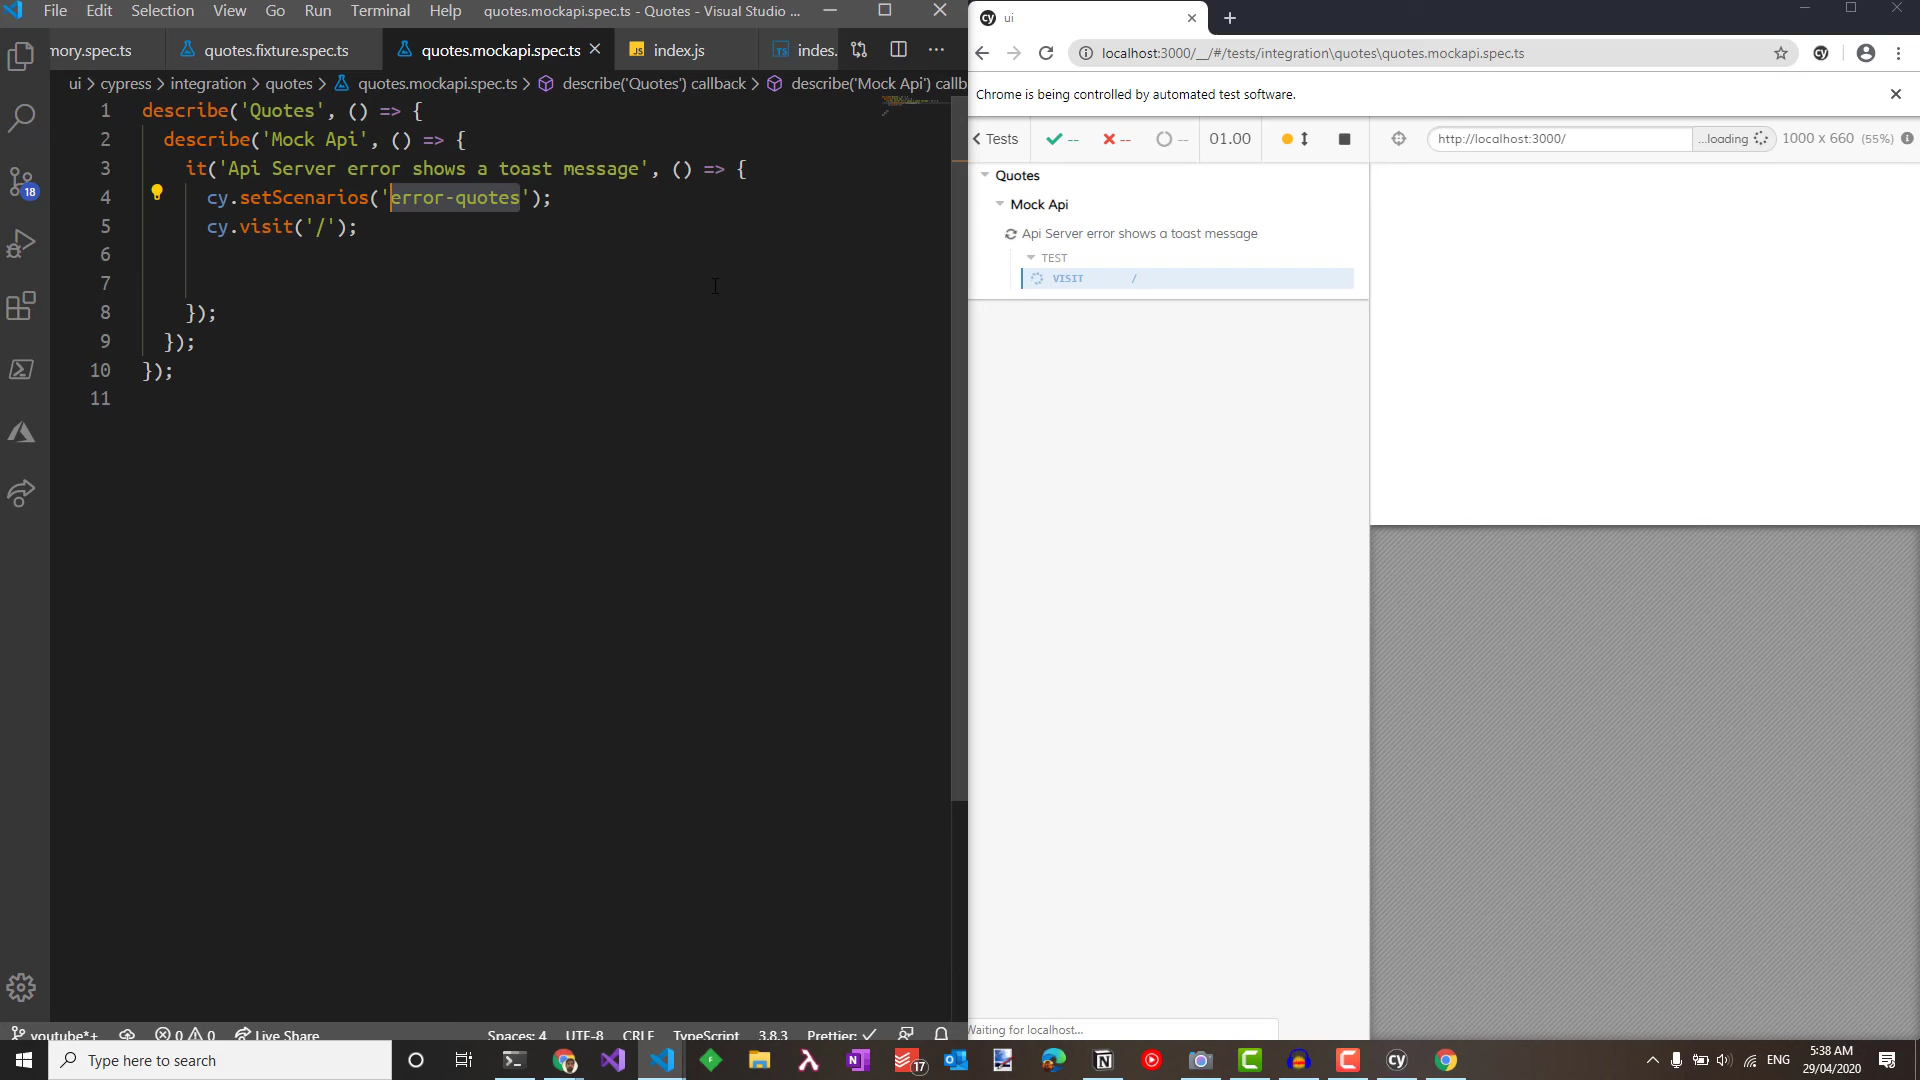 File Edit Selection View Go Run Terminal Help quotes.mockapi.spec.ts - Quotes - Visual Studio ...
mory.spec.ts quotes.fixture.spec.ts quotes.mockapi.spec.ts index.js indes.
ui > cypress > integration > quotes > quotes.mockapi.spec.ts > describe('Quotes') callback > describe('Mock Api') callb
1 describe('Quotes', () => {
2 describe('Mock Api', () => {
3 it('Api Server error shows a toast message', () => {
4 cy.setScenarios('error-quotes');
5 cy.visit('/');
6
7
8 });
9 });
10 });
11
18
youtube*+ 0 0 Live Share Spaces: 4 UTF-8 CRLF TypeScript 3.8.3 Prettier: ✓
cy ui
localhost:3000/__/#/tests/integration\quotes\quotes.mockapi.spec.ts
Chrome is being controlled by automated test software.
< Tests -- -- -- 01.00 http://localhost:3000/ ...loading 1000 x 660 (55%)
Quotes
Mock Api
Api Server error shows a toast message
TEST
VISIT /
Waiting for localhost...
Type here to search
17
cy
ENG
5:38 AM
29/04/2020